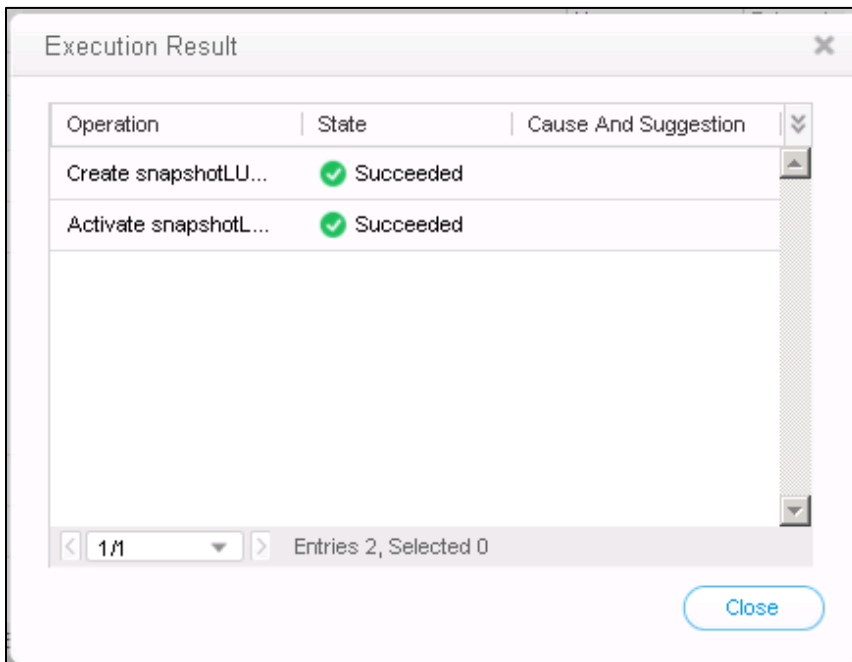 Execution Result
Operation State Cause And Suggestion
Create snapshotLU... Succeeded
Activate snapshotL... Succeeded
1/1 Entries 2, Selected 0
Close